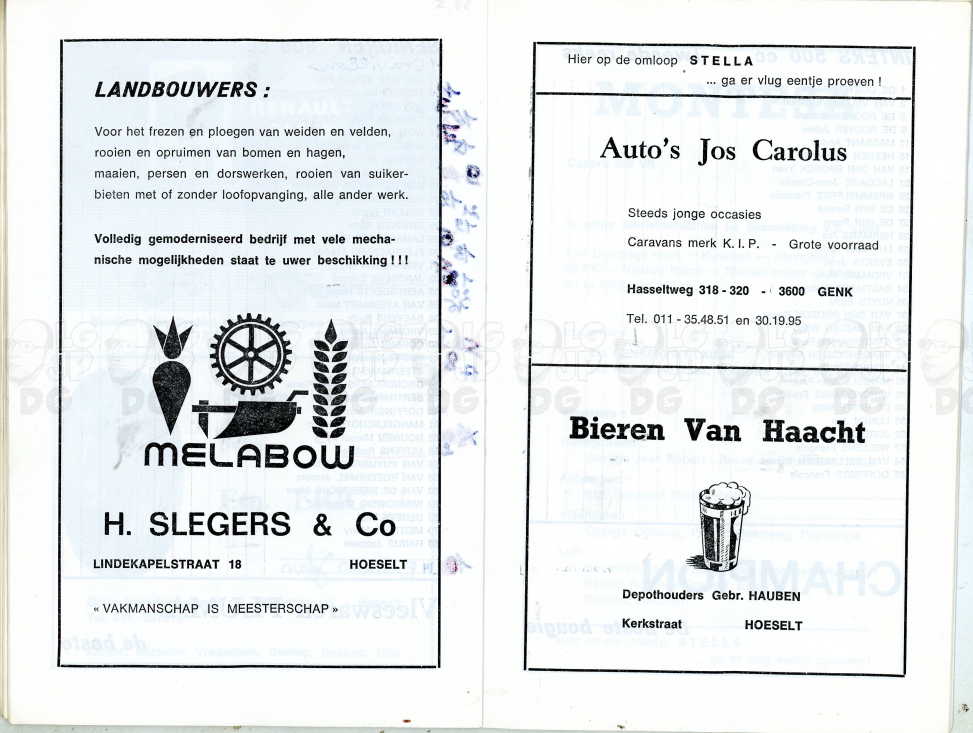 LANDBOUWERS :
Voor het frezen en ploegen van weiden en velden,
rooien en opruimen van bomen en hagen,
maaien, persen en dorswerken, rooien van suiker-
bieten met of zonder loofopvanging, alle ander werk.
Volledig gemoderniseerd bedrijf met vele mecha-
nische mogelijkheden staat te uwer beschikking ! ! !
MELABOW
H. SLEGERS & Co
LINDEKAPELSTRAAT 18 HOESELT
« VAKMANSCHAP IS MEESTERSCHAP »
Hier op de omloop STELLA
... ga er vlug eentje proeven !
Auto's Jos Carolus
Steeds jonge occasies
Caravans merk K.I.P. - Grote voorraad
Hasseltweg 318 - 320 - 3600 GENK
Tel. 011 - 35.48.51 en 30.19.95
Bieren Van Haacht
Depothouders Gebr. HAUBEN
Kerkstraat HOESELT